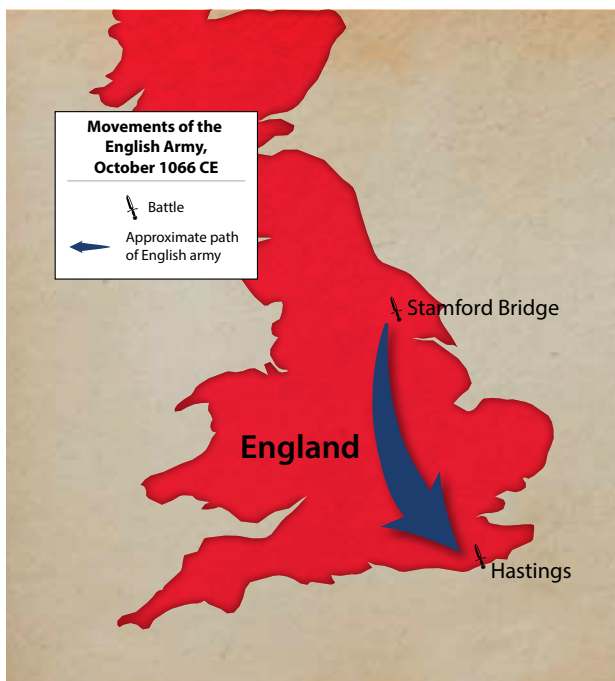 Movements of the
English Army,
October 1066 CE
Battle
Approximate path
of English army
Stamford Bridge
England
Hastings